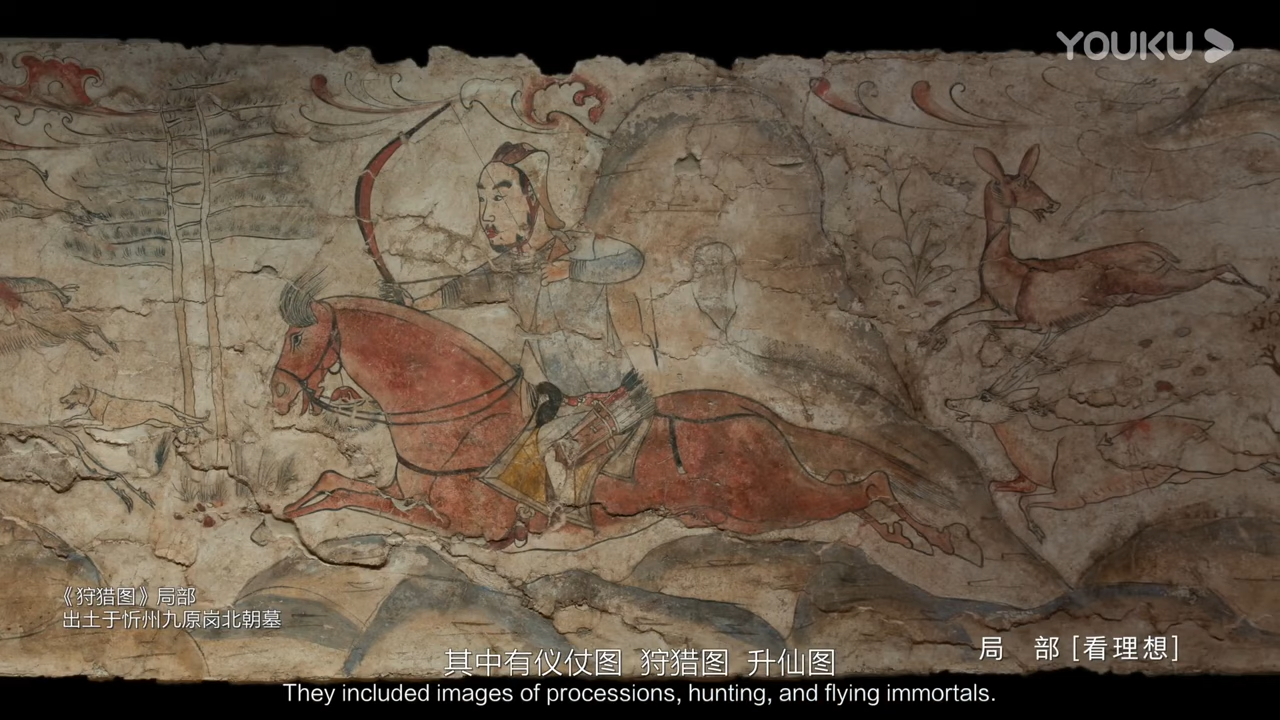 YOUKU
《狩猎图》局部
出土于忻州九原岗北朝墓
局 部 [看理想]
其中有仪仗图 狩猎图 升仙图
They included images of processions, hunting, and flying immortals.